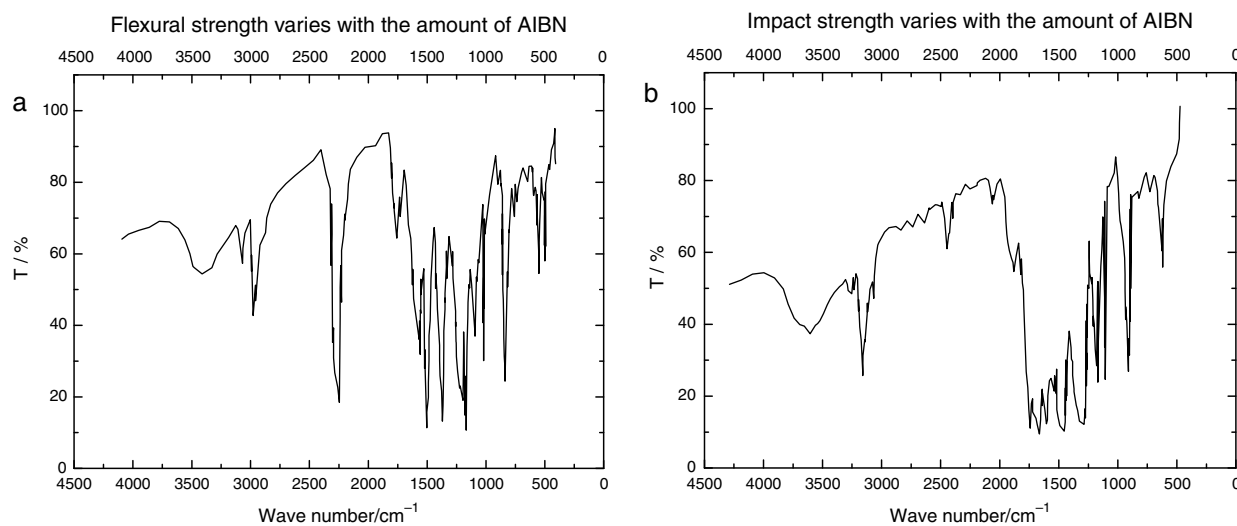 Flexural strength varies with the amount of AIBN
4500 4000 3500 3000 2500 2000 1500 1000 500 0
a
100
80
60
40
20
0
T / %
4500 4000 3500 3000 2500 2000 1500 1000 500 0
Wave number/cm⁻¹
Impact strength varies with the amount of AIBN
4500 4000 3500 3000 2500 2000 1500 1000 500 0
b
100
80
60
40
20
0
T / %
4500 4000 3500 3000 2500 2000 1500 1000 500 0
Wave number/cm⁻¹